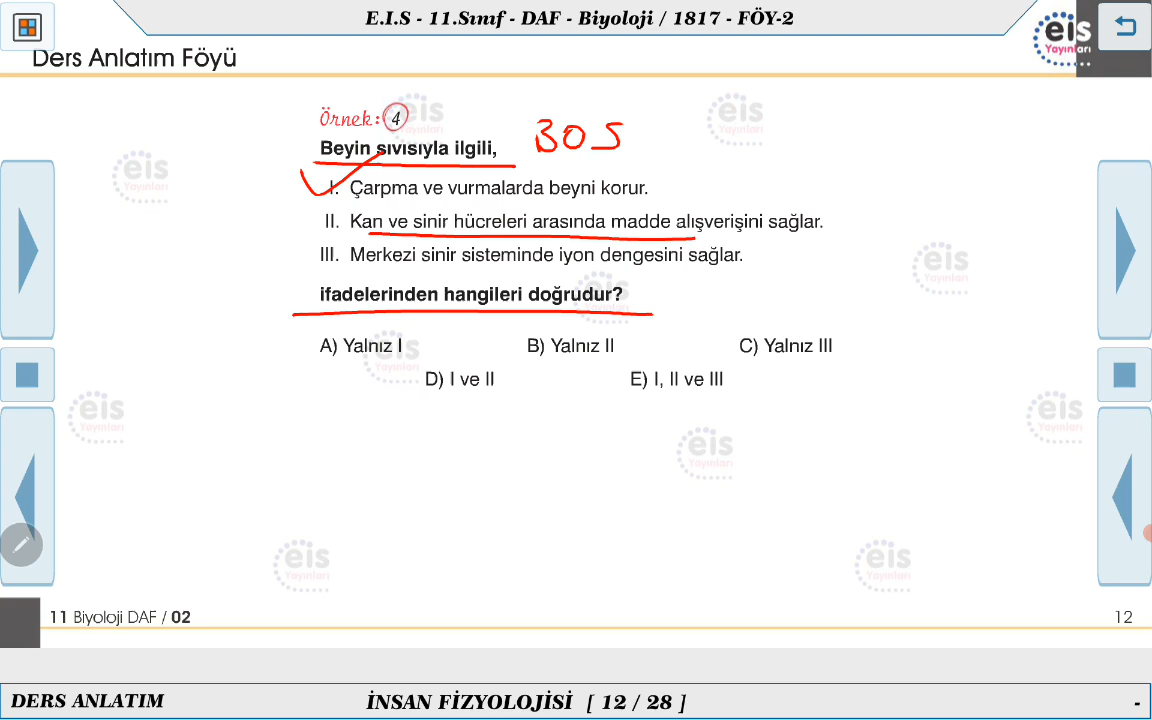 E.I.S - 11.Sınıf - DAF - Biyoloji / 1817 - FÖY-2
eis
Yayınları
Ders Anlatım Föyü
Örnek: 4
BOS
Beyin sıvısıyla ilgili,
I. Çarpma ve vurmalarda beyni korur.
II. Kan ve sinir hücreleri arasında madde alışverişini sağlar.
III. Merkezi sinir sisteminde iyon dengesini sağlar.
ifadelerinden hangileri doğrudur?
A) Yalnız I B) Yalnız II C) Yalnız III
D) I ve II E) I, II ve III
11 Biyoloji DAF / 02 12
DERS ANLATIM İNSAN FİZYOLOJİSİ [ 12 / 28 ] -